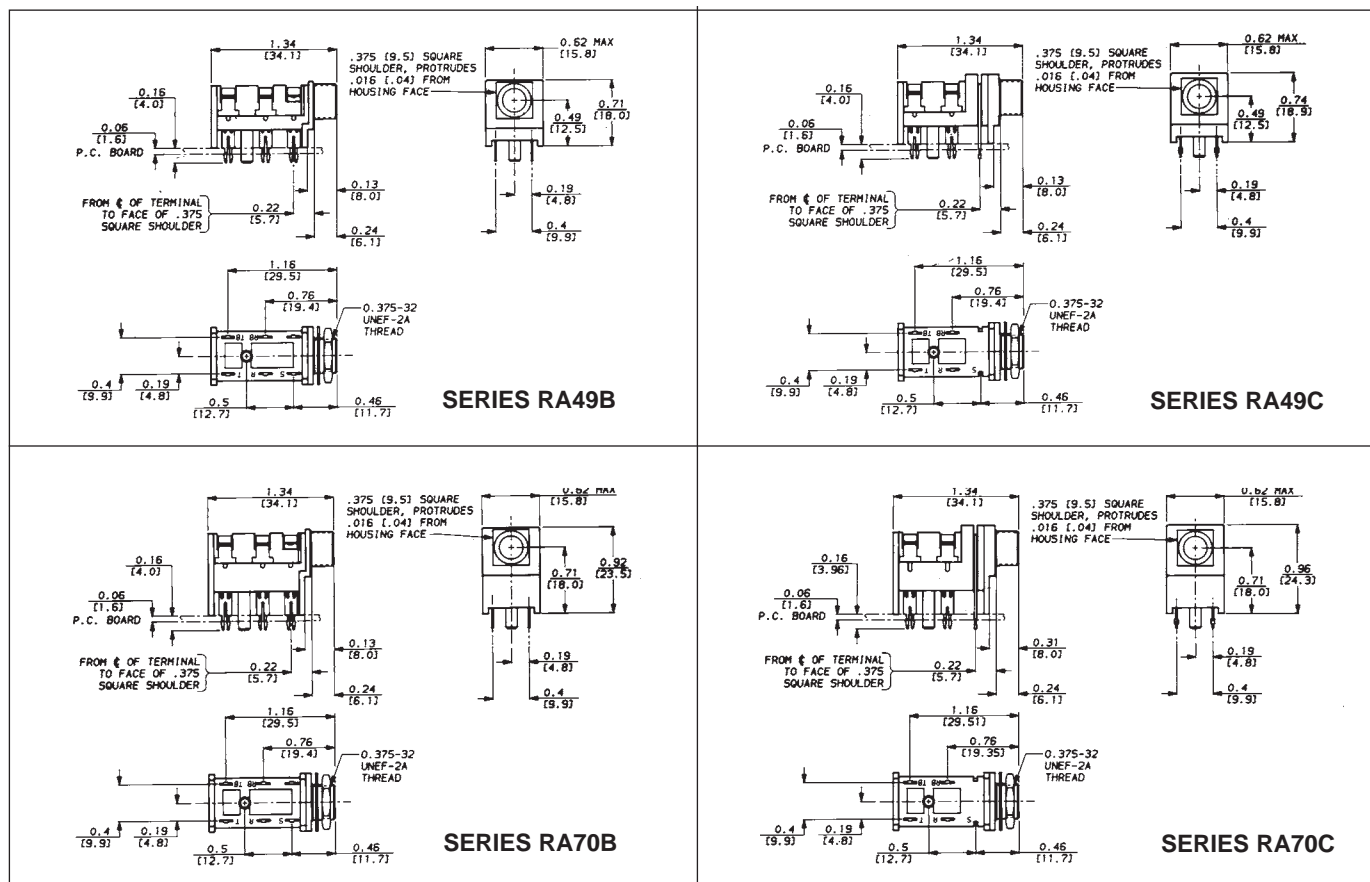 1.34
[34.1]
.375 [9.5] SQUARE
SHOULDER, PROTRUDES
.016 [.04] FROM
HOUSING FACE
0.62 MAX
[15.8]
0.16
[4.0]
0.06
[1.6]
P.C. BOARD
0.71
[18.0]
0.49
[12.5]
0.13
[8.0]
FROM ℄ OF TERMINAL
TO FACE OF .375
SQUARE SHOULDER
0.22
[5.7]
0.24
[6.1]
0.19
[4.8]
0.4
[9.9]
1.16
[29.5]
0.76
[19.4]
0.375-32
UNEF-2A
THREAD
TB RB
T R S
0.4
[9.9]
0.19
[4.8]
0.5
[12.7]
0.46
[11.7]
SERIES RA49B
1.34
[34.1]
.375 [9.5] SQUARE
SHOULDER, PROTRUDES
.016 [.04] FROM
HOUSING FACE
0.62 MAX
[15.8]
0.16
[4.0]
0.06
[1.6]
P.C. BOARD
0.74
[18.9]
0.49
[12.5]
0.13
[8.0]
FROM ℄ OF TERMINAL
TO FACE OF .375
SQUARE SHOULDER
0.22
[5.7]
0.24
[6.1]
0.19
[4.8]
0.4
[9.9]
1.16
[29.5]
0.76
[19.4]
0.375-32
UNEF-2A
THREAD
TB RB
T R S
0.4
[9.9]
0.19
[4.8]
0.5
[12.7]
0.46
[11.7]
SERIES RA49C
1.34
[34.1]
.375 [9.5] SQUARE
SHOULDER, PROTRUDES
.016 [.04] FROM
HOUSING FACE
0.62 MAX
[15.8]
0.16
[4.0]
0.06
[1.6]
P.C. BOARD
0.92
[23.5]
0.71
[18.0]
0.13
[8.0]
FROM ℄ OF TERMINAL
TO FACE OF .375
SQUARE SHOULDER
0.22
[5.7]
0.24
[6.1]
0.19
[4.8]
0.4
[9.9]
1.16
[29.5]
0.76
[19.4]
0.375-32
UNEF-2A
THREAD
TB RB
T R S
0.4
[9.9]
0.19
[4.8]
0.5
[12.7]
0.46
[11.7]
SERIES RA70B
1.34
[34.1]
.375 [9.5] SQUARE
SHOULDER, PROTRUDES
.016 [.04] FROM
HOUSING FACE
0.62 MAX
[15.8]
0.16
[3.96]
0.06
[1.6]
P.C. BOARD
0.96
[24.3]
0.71
[18.0]
0.31
[8.0]
FROM ℄ OF TERMINAL
TO FACE OF .375
SQUARE SHOULDER
0.22
[5.7]
0.24
[6.1]
0.19
[4.8]
0.4
[9.9]
1.16
[29.51]
0.76
[19.35]
0.375-32
UNEF-2A
THREAD
TB RB
T R S
0.4
[9.9]
0.19
[4.8]
0.5
[12.7]
0.46
[11.7]
SERIES RA70C